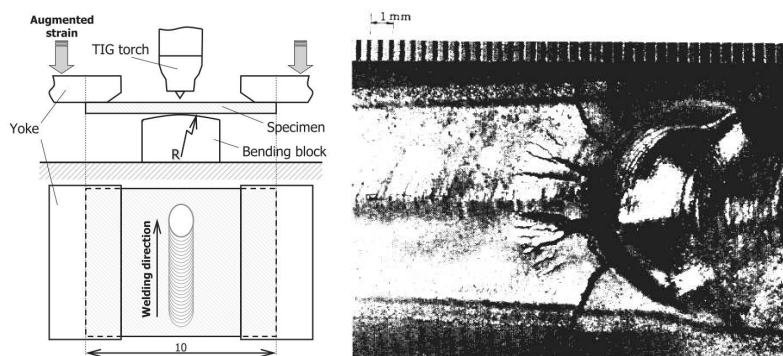 Augmented
strain
TIG torch
Yoke
Specimen
R
Bending block
Welding direction
10
1 mm